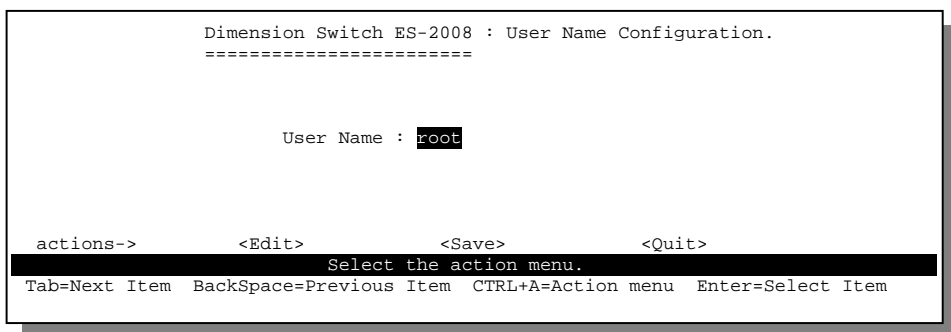 Dimension Switch ES-2008 : User Name Configuration.
========================
User Name : root
actions-> <Edit> <Save> <Quit>
Select the action menu.
Tab=Next Item BackSpace=Previous Item CTRL+A=Action menu Enter=Select Item